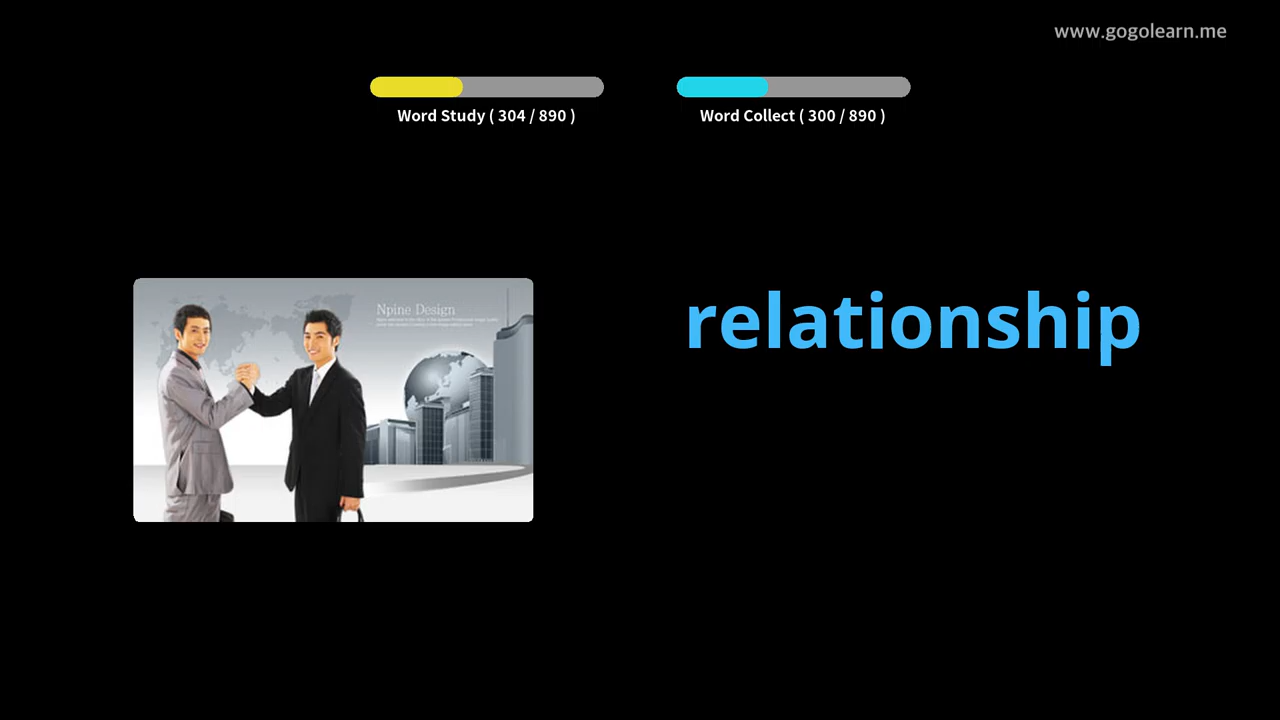 www.gogolearn.me
Word Study ( 304 / 890 )
Word Collect ( 300 / 890 )
Npine Design
relationship